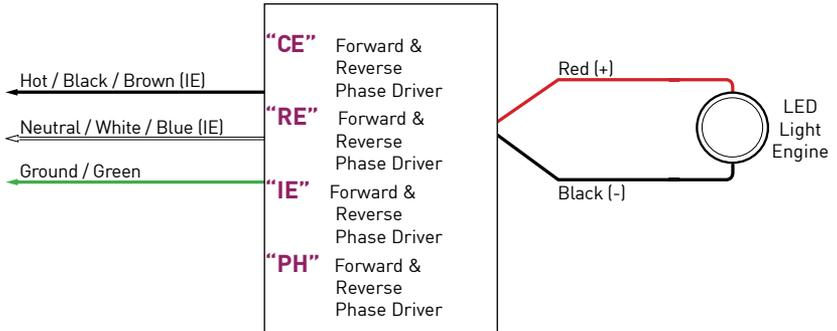 Hot / Black / Brown (IE)
Neutral / White / Blue (IE)
Ground / Green
“CE” Forward &
Reverse
Phase Driver
“RE” Forward &
Reverse
Phase Driver
“IE” Forward &
Reverse
Phase Driver
“PH” Forward &
Reverse
Phase Driver
Red (+)
Black (-)
LED
Light
Engine